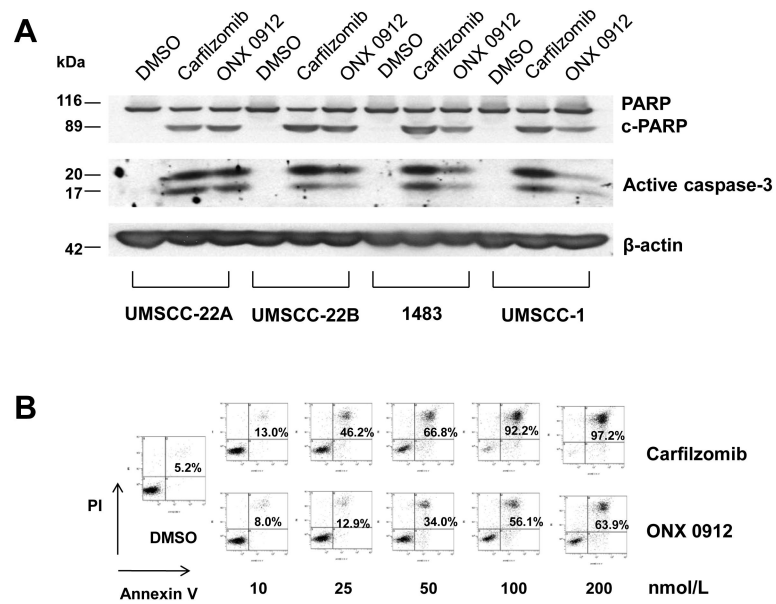 A
kDa
DMSO Carfilzomib ONX 0912 DMSO Carfilzomib ONX 0912 DMSO Carfilzomib ONX 0912 DMSO Carfilzomib ONX 0912
116
PARP
89
c-PARP
20
17
Active caspase-3
42
β-actin
UMSCC-22A UMSCC-22B 1483 UMSCC-1
B
13.0% 46.2% 66.8% 92.2% 97.2%
Carfilzomib
5.2%
PI
DMSO
8.0% 12.9% 34.0% 56.1% 63.9%
ONX 0912
Annexin V
10 25 50 100 200 nmol/L